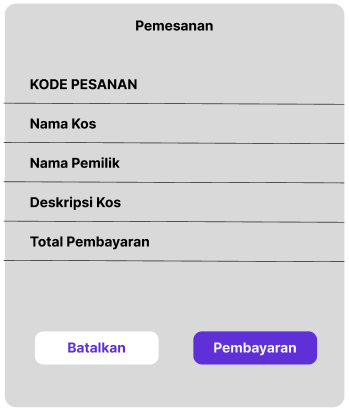 Pemesanan
KODE PESANAN
Nama Kos
Nama Pemilik
Deskripsi Kos
Total Pembayaran
Batalkan
Pembayaran